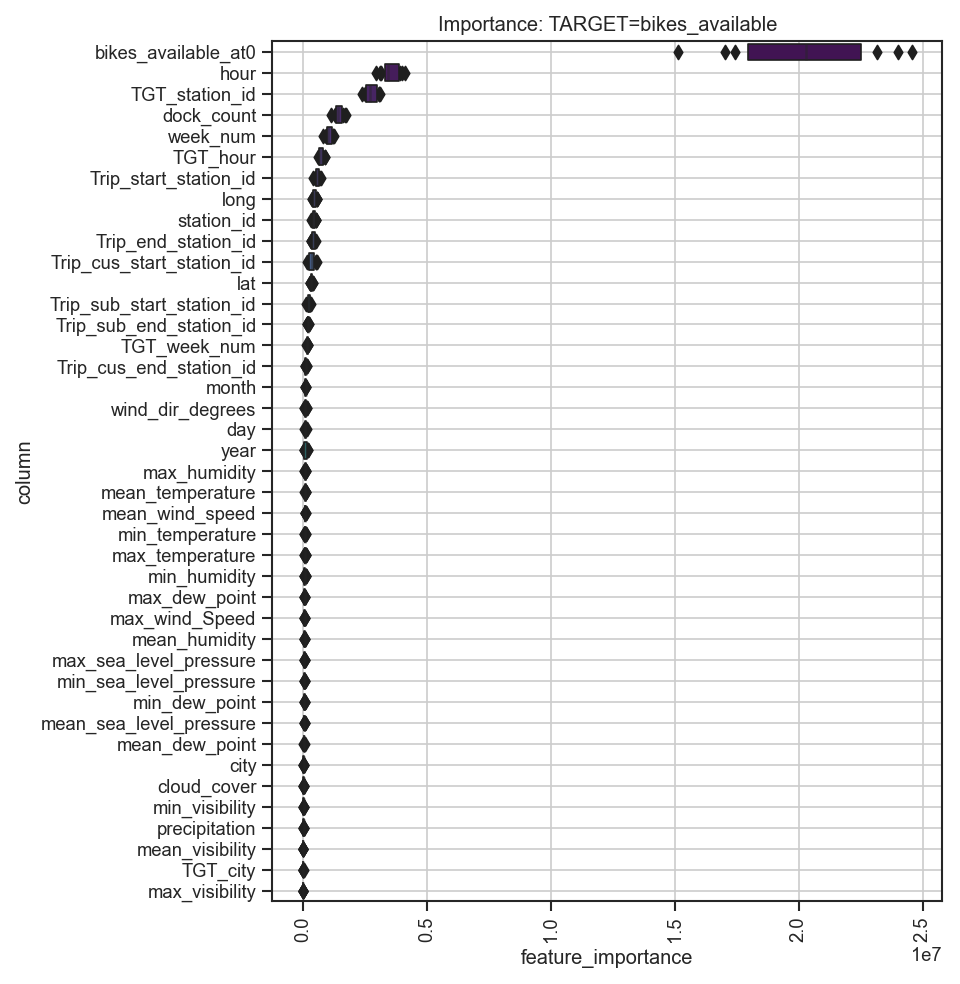 Importance: TARGET=bikes_available
column
bikes_available_at0
hour
TGT_station_id
dock_count
week_num
TGT_hour
Trip_start_station_id
long
station_id
Trip_end_station_id
Trip_cus_start_station_id
lat
Trip_sub_start_station_id
Trip_sub_end_station_id
TGT_week_num
Trip_cus_end_station_id
month
wind_dir_degrees
day
year
max_humidity
mean_temperature
mean_wind_speed
min_temperature
max_temperature
min_humidity
max_dew_point
max_wind_Speed
mean_humidity
max_sea_level_pressure
min_sea_level_pressure
min_dew_point
mean_sea_level_pressure
mean_dew_point
city
cloud_cover
min_visibility
precipitation
mean_visibility
TGT_city
max_visibility
0.0 0.5 1.0 1.5 2.0 2.5
1e7
feature_importance